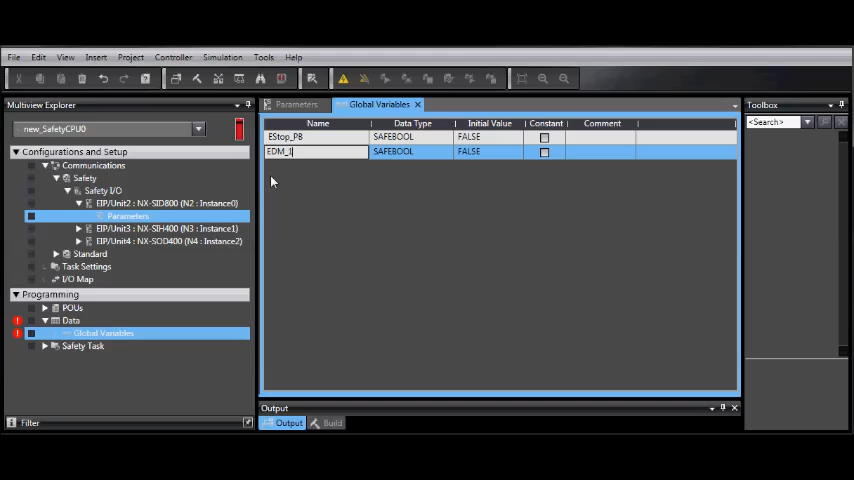 File Edit View Insert Project Controller Simulation Tools Help
Multiview Explorer
new_SafetyCPU0
Configurations and Setup
Communications
Safety
Safety I/O
EIP/Unit2 : NX-SID800 (N2 : Instance0)
Parameters
EIP/Unit3 : NX-SIH400 (N3 : Instance1)
EIP/Unit4 : NX-SOD400 (N4 : Instance2)
Standard
Task Settings
I/O Map
Programming
POUs
Data
Global Variables
Safety Task
Filter
Parameters Global Variables
Name Data Type Initial Value Constant Comment
EStop_PB SAFEBOOL FALSE
EDM_1 SAFEBOOL FALSE
Output
Output Build
Toolbox
<Search>